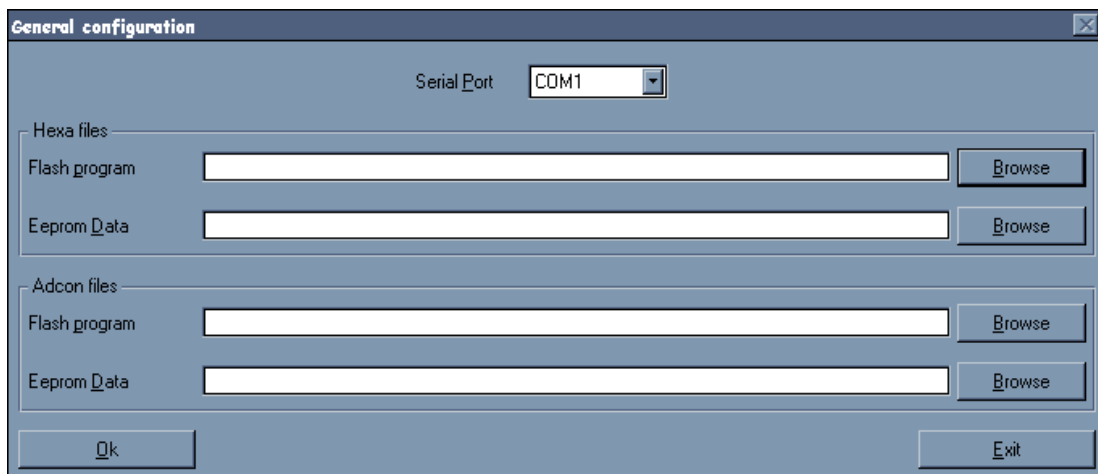 General configuration
Serial Port COM1
Hexa files
Flash program Browse
Eeprom Data Browse
Adcon files
Flash program Browse
Eeprom Data Browse
Ok Exit